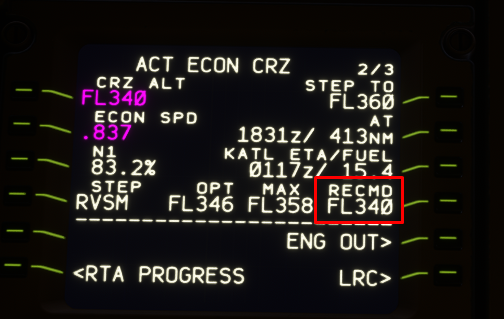 ACT ECON CRZ 2/3
CRZ ALT STEP TO
FL340 FL360
ECON SPD AT
.837 1831z/ 413NM
N1 KATL ETA/FUEL
83.2% 0117z/ 15.4
STEP OPT MAX RECMD
RVSM FL346 FL358 FL340
ENG OUT>
<RTA PROGRESS LRC>